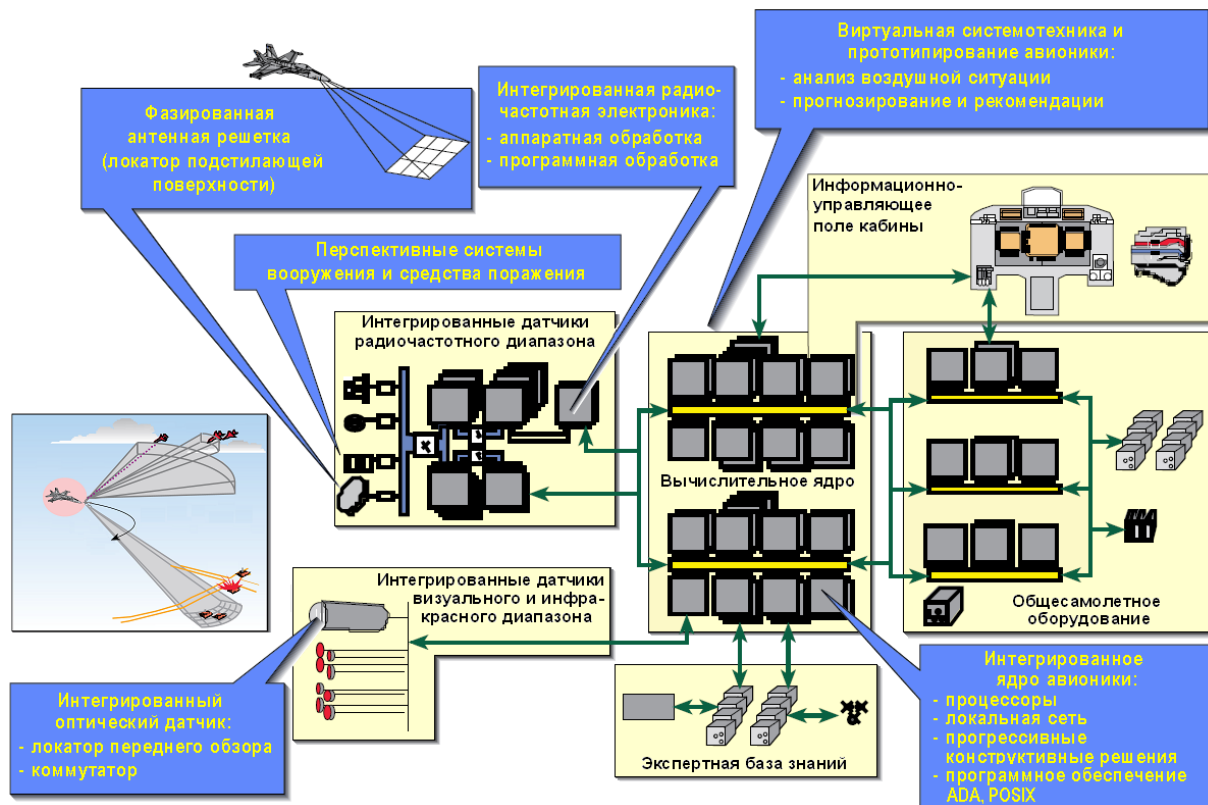 Виртуальная системотехника и
прототипирование авионики:
- анализ воздушной ситуации
- прогнозирование и рекомендации
Фазированная
антенная решетка
(локатор подстилающей
поверхности)
Интегрированная радио-
частотная электроника:
- аппаратная обработка
- программная обработка
Информационно-
управляющее
поле кабины
Перспективные системы
вооружения и средства поражения
Интегрированные датчики
радиочастотного диапазона
Вычислительное ядро
Интегрированные датчики
визуального и инфра-
красного диапазона
Общесамолетное
оборудование
Интегрированный
оптический датчик:
- локатор переднего обзора
- коммутатор
Экспертная база знаний
Интегрированное
ядро авионики:
- процессоры
- локальная сеть
- прогрессивные
конструктивные решения
- программное обеспечение
ADA, POSIX